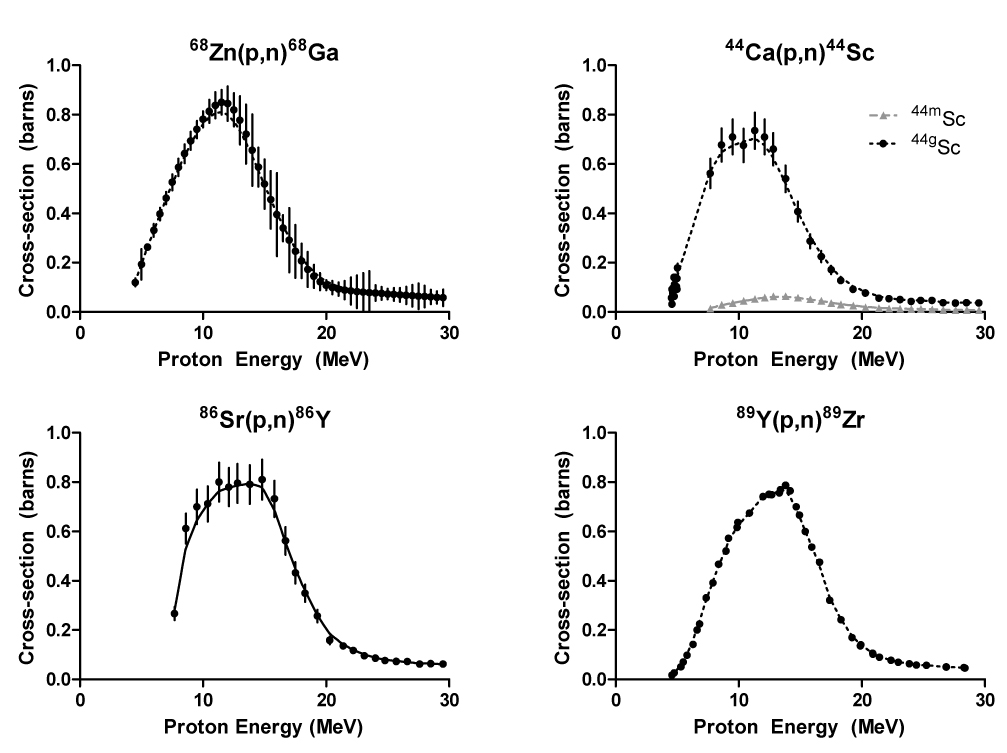 ⁶⁸Zn(p,n)⁶⁸Ga
Cross-section (barns)
1.0
0.8
0.6
0.4
0.2
0.0
0 10 20 30
Proton Energy (MeV)
⁴⁴Ca(p,n)⁴⁴Sc
Cross-section (barns)
1.0
0.8
0.6
0.4
0.2
0.0
⁴⁴ᵐSc
⁴⁴ᵍSc
0 10 20 30
Proton Energy (MeV)
⁸⁶Sr(p,n)⁸⁶Y
Cross-section (barns)
1.0
0.8
0.6
0.4
0.2
0.0
0 10 20 30
Proton Energy (MeV)
⁸⁹Y(p,n)⁸⁹Zr
Cross-section (barns)
1.0
0.8
0.6
0.4
0.2
0.0
0 10 20 30
Proton Energy (MeV)